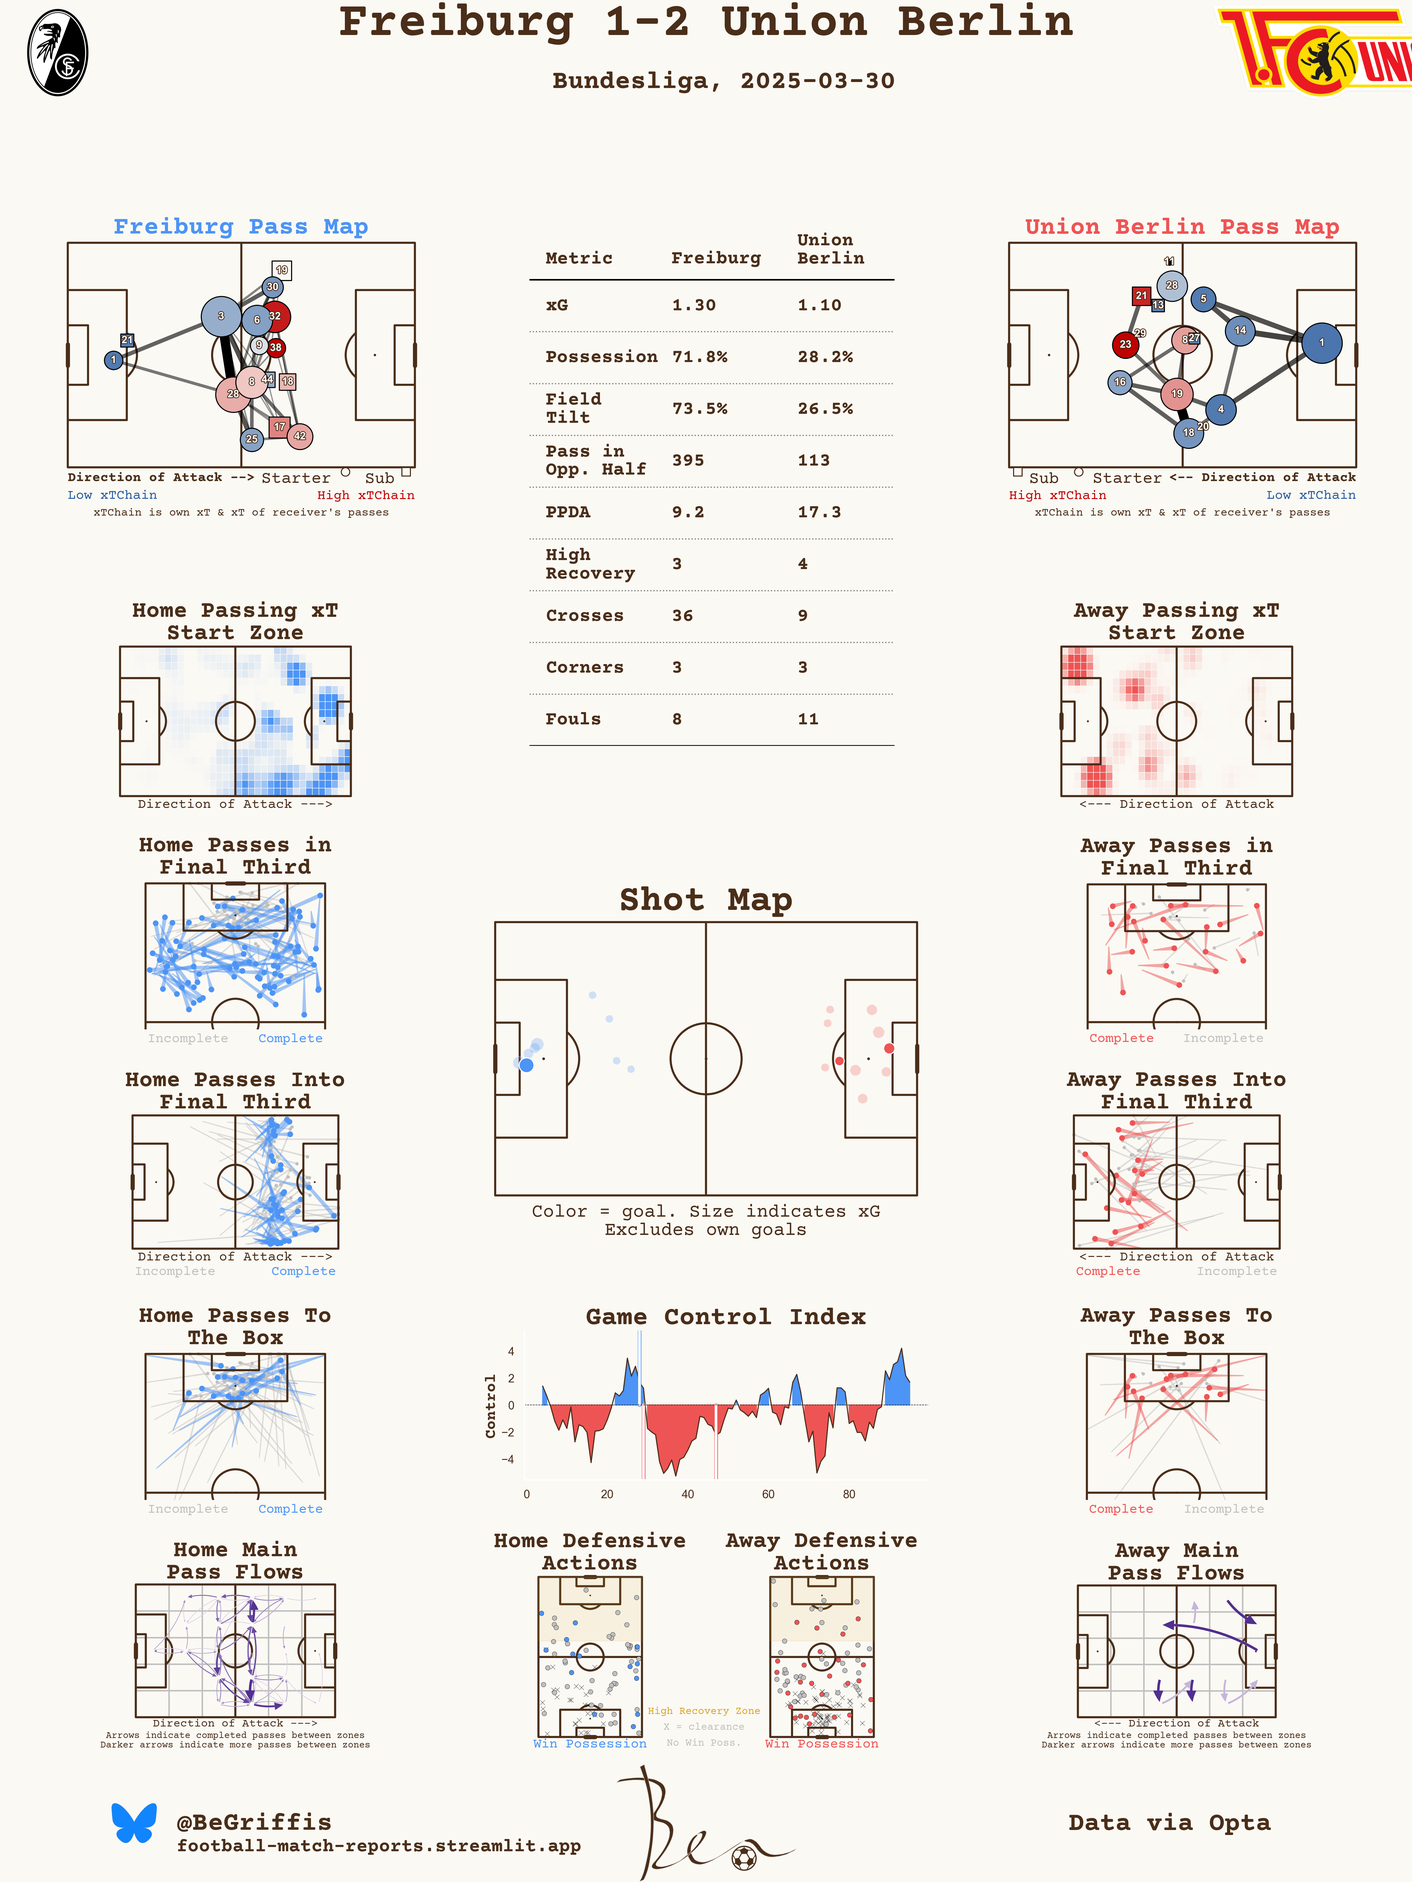 Freiburg 1-2 Union Berlin
Bundesliga, 2025-03-30
Freiburg Pass Map
19
30
3
6
32
21
1
9
38
8
44
18
28
17
25
42
Direction of Attack --> Starter Sub
Low xTChain High xTChain
xTChain is own xT & xT of receiver's passes
Metric Freiburg Union Berlin
xG 1.30 1.10
Possession 71.8% 28.2%
Field Tilt 73.5% 26.5%
Pass in Opp. Half 395 113
PPDA 9.2 17.3
High Recovery 3 4
Crosses 36 9
Corners 3 3
Fouls 8 11
Union Berlin Pass Map
11
28
21
13
5
29
23
8
27
14
1
16
19
4
20
18
Sub Starter <-- Direction of Attack
High xTChain Low xTChain
xTChain is own xT & xT of receiver's passes
Home Passing xT
Start Zone
Direction of Attack --->
Away Passing xT
Start Zone
<--- Direction of Attack
Home Passes in
Final Third
Incomplete Complete
Away Passes in
Final Third
Complete Incomplete
Shot Map
Color = goal. Size indicates xG
Excludes own goals
Home Passes Into
Final Third
Direction of Attack --->
Incomplete Complete
Away Passes Into
Final Third
<--- Direction of Attack
Complete Incomplete
Home Passes To
The Box
Incomplete Complete
Game Control Index
Control
4
2
0
−2
−4
0 20 40 60 80
Away Passes To
The Box
Complete Incomplete
Home Main
Pass Flows
Direction of Attack --->
Arrows indicate completed passes between zones
Darker arrows indicate more passes between zones
Home Defensive
Actions
Win Possession
Away Defensive
Actions
Win Possession
High Recovery Zone
X = clearance
No Win Poss.
Away Main
Pass Flows
<--- Direction of Attack
Arrows indicate completed passes between zones
Darker arrows indicate more passes between zones
@BeGriffis
football-match-reports.streamlit.app
Ben
Data via Opta